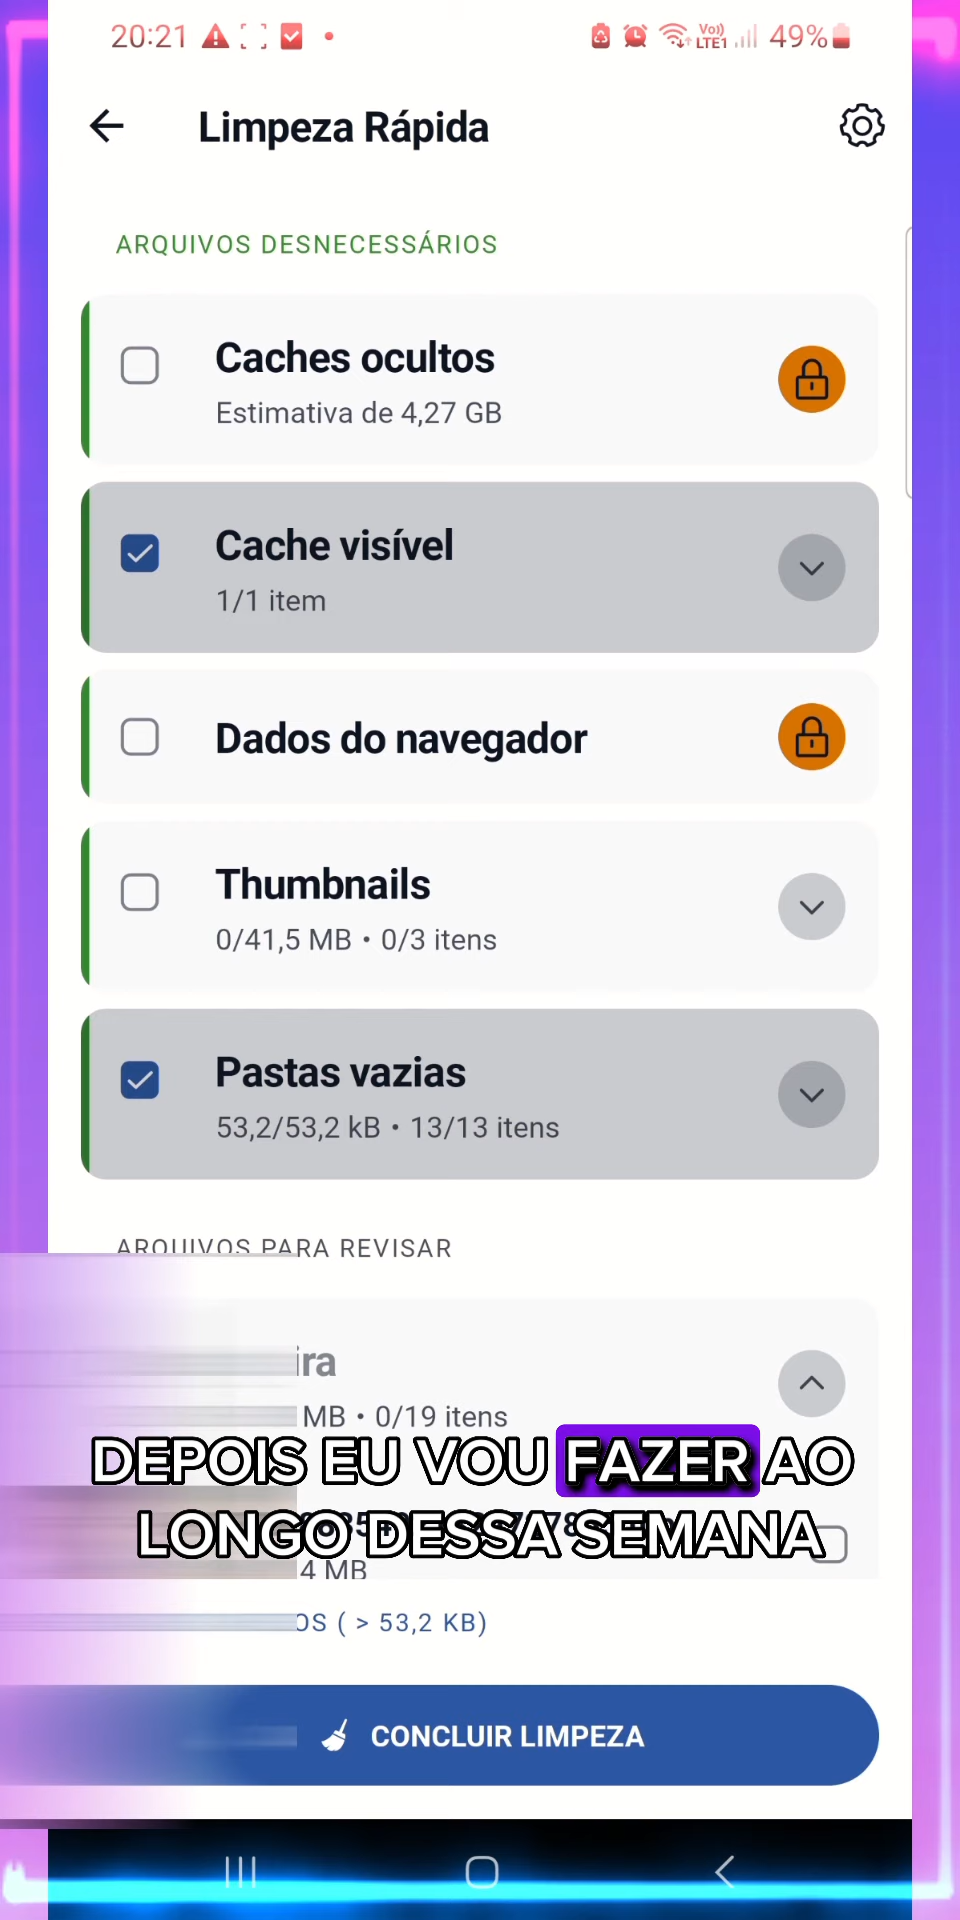 20:21 Vo)) LTE1 49%
Limpeza Rápida
ARQUIVOS DESNECESSÁRIOS
Caches ocultos
Estimativa de 4,27 GB
Cache visível
1/1 item
Dados do navegador
Thumbnails
0/41,5 MB • 0/3 itens
Pastas vazias
53,2/53,2 kB • 13/13 itens
ARQUIVOS PARA REVISAR
ira
MB • 0/19 itens
DEPOIS EU VOU FAZER AO
LONGO DESSA SEMANA
4 MB
OS ( > 53,2 KB)
CONCLUIR LIMPEZA